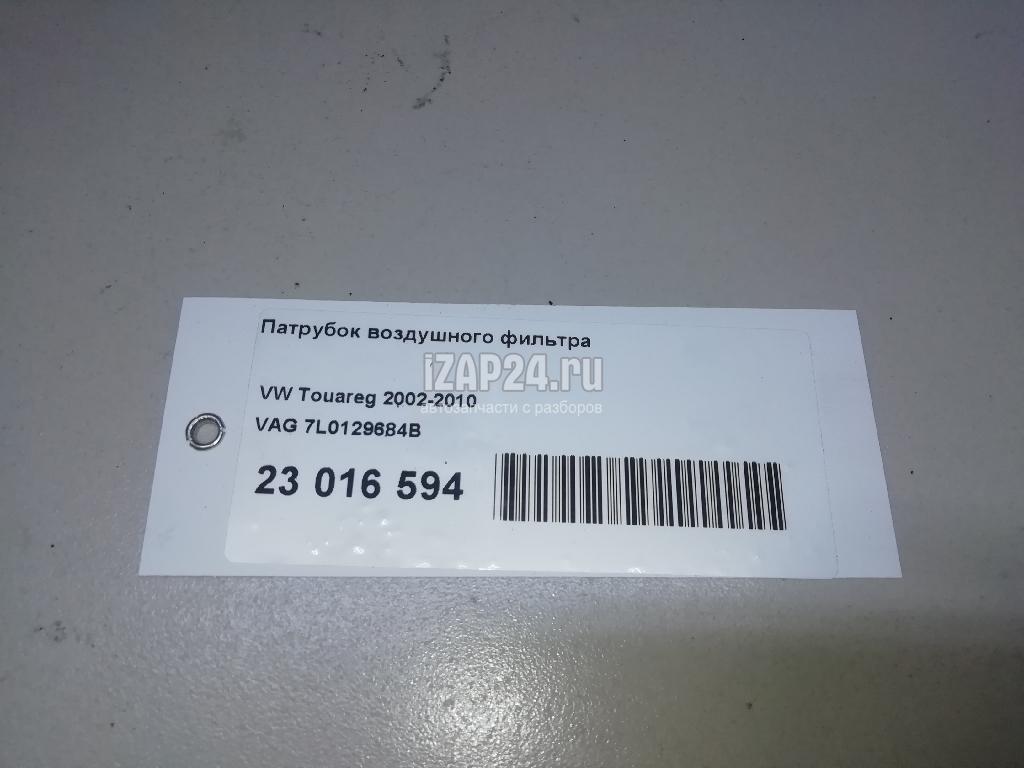 Патрубок воздушного фильтра
iZAP24.ru
VW Touareg 2002-2010
автозапчасти с разборов
VAG 7L0129684B
23 016 594